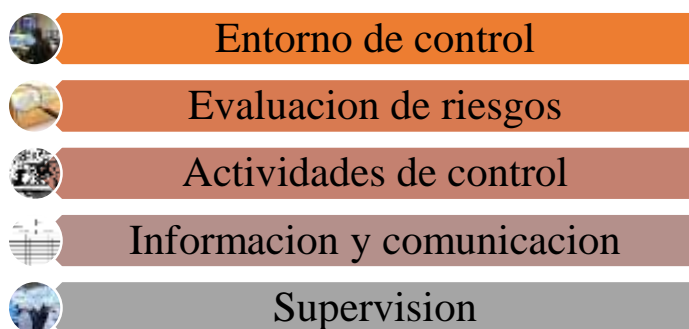 Entorno de control
Evaluacion de riesgos
Actividades de control
Informacion y comunicacion
Supervision